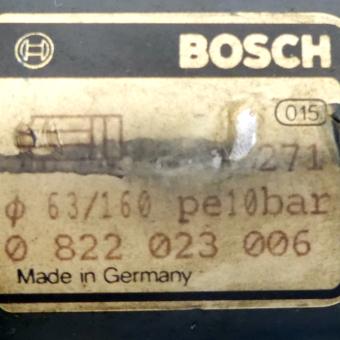 BOSCH
015
271
φ 63/160 pe10bar
0 822 023 006
Made in Germany